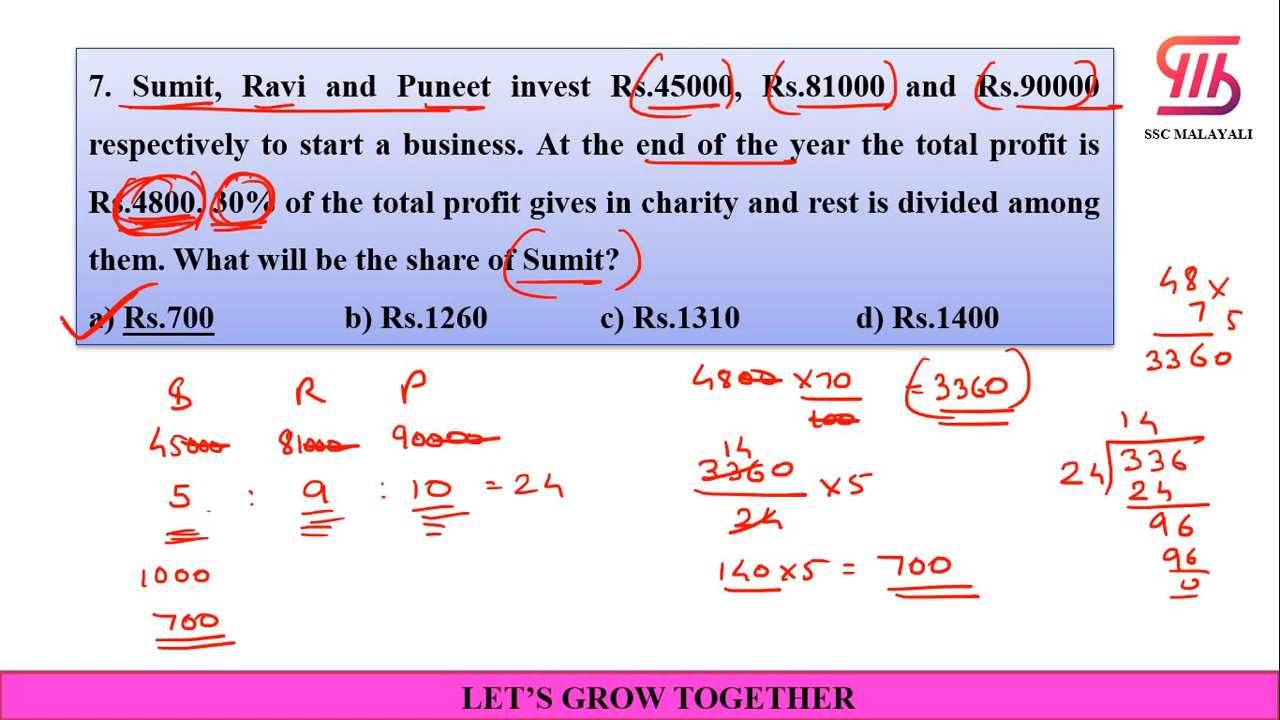 7. Sumit, Ravi and Puneet invest Rs.45000, Rs.81000 and Rs.90000
respectively to start a business. At the end of the year the total profit is
Rs.4800. 30% of the total profit gives in charity and rest is divided among
them. What will be the share of Sumit?
a) Rs.700 b) Rs.1260 c) Rs.1310 d) Rs.1400
SSC MALAYALI
48 x
7 5
3360
S R P
45000 81000 90000
5 : 9 : 10 = 24
1000
700
4800 x 70 = 3360
100
14
3360 x 5
24
140 x 5 = 700
14
24) 336
24
96
96
0
LET'S GROW TOGETHER